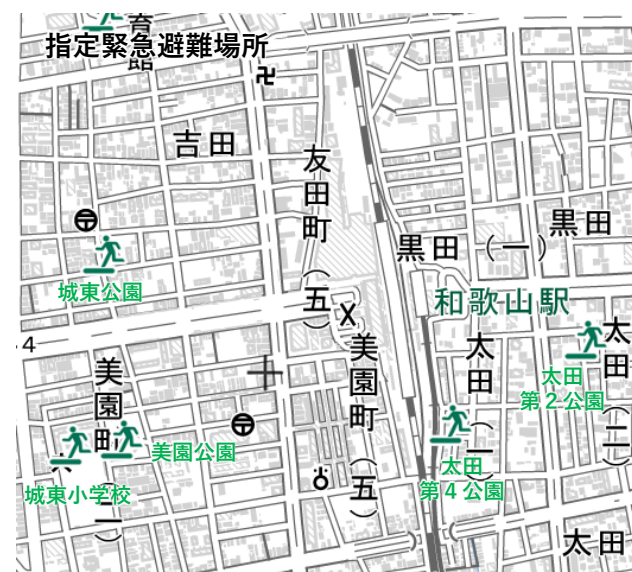 育館
指定緊急避難場所
吉田
友田町(五)
黒田
黒田(一)
城東公園
和歌山駅
4
美園町(五)
太田(一)
太田(二)
太田
第2公園
美園町(二)
美園公園
城東小学校
太田
第4公園
太田